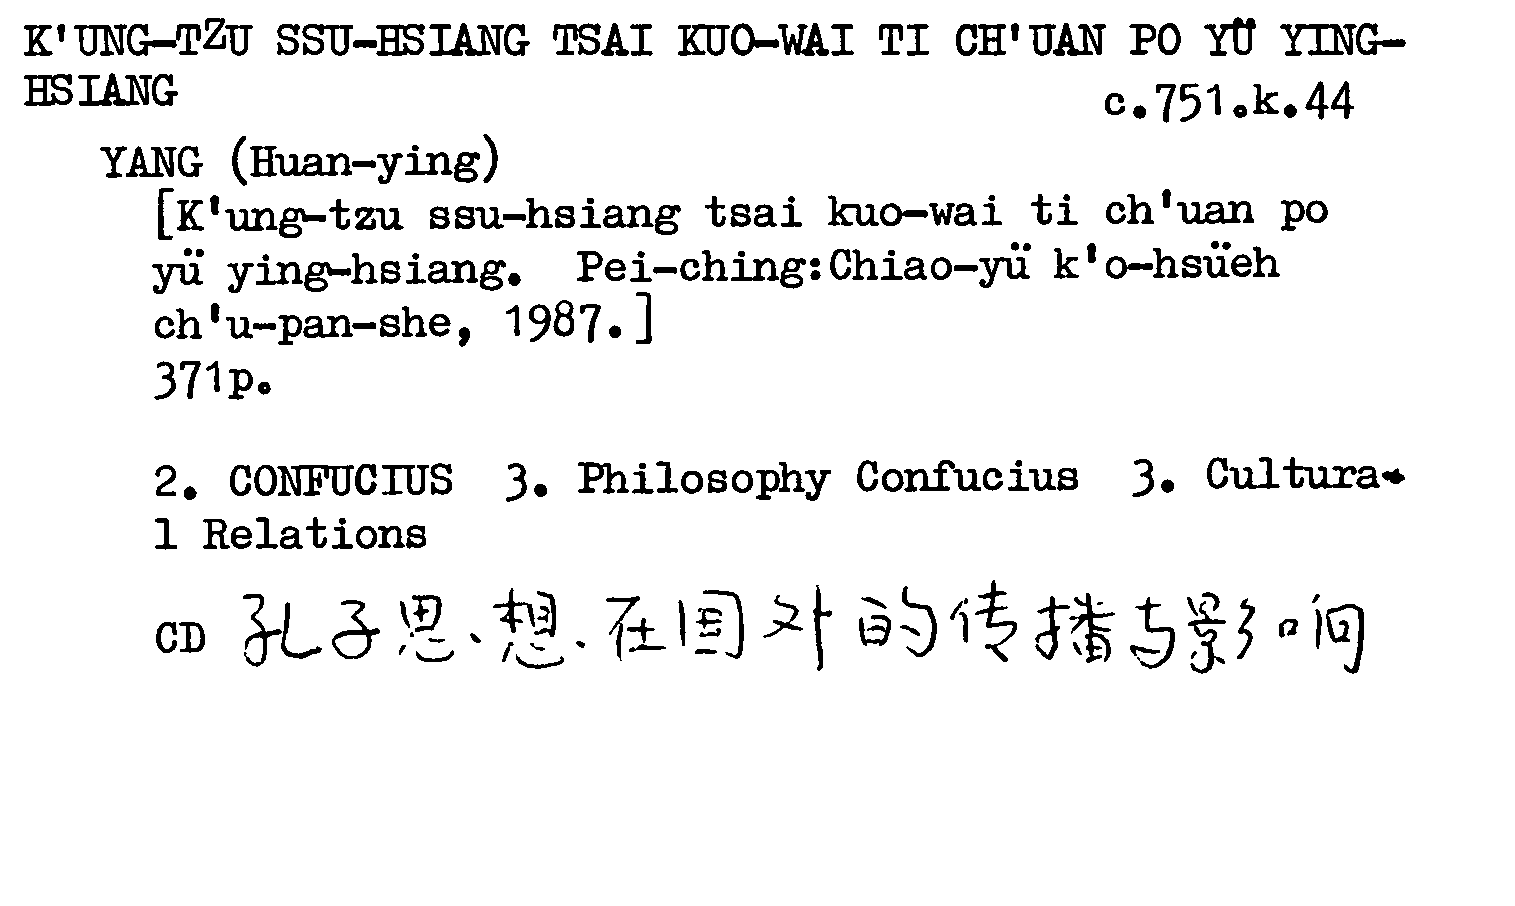 K'UNG-TZU SSU-HSIANG TSAI KUO-WAI TI CH'UAN PO YÜ YING-
HSIANG
c.751.k.44
YANG (Huan-ying)
[K'ung-tzu ssu-hsiang tsai kuo-wai ti ch'uan po
yü ying-hsiang. Pei-ching:Chiao-yü k'o-hsüeh
ch'u-pan-she, 1987.]
371p.
2. CONFUCIUS 3. Philosophy Confucius 3. Cultura-
l Relations
CD 孔子思想在国外的传播与影响